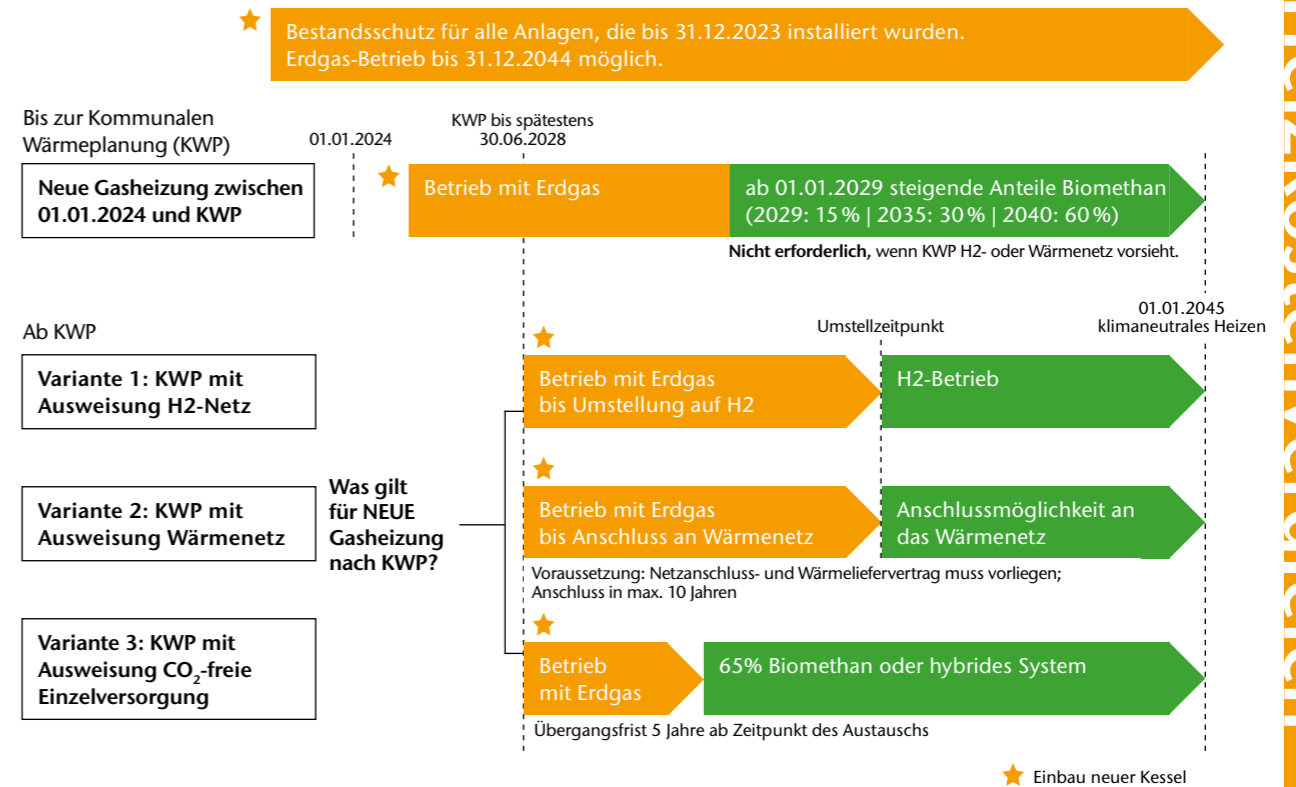 Bestandsschutz für alle Anlagen, die bis 31.12.2023 installiert wurden.
Erdgas-Betrieb bis 31.12.2044 möglich.
Bis zur Kommunalen
Wärmeplanung (KWP)
01.01.2024
KWP bis spätestens
30.06.2028
Neue Gasheizung zwischen
01.01.2024 und KWP
Betrieb mit Erdgas
ab 01.01.2029 steigende Anteile Biomethan
(2029: 15 % | 2035: 30 % | 2040: 60 %)
Nicht erforderlich, wenn KWP H2- oder Wärmenetz vorsieht.
Ab KWP
Umstellzeitpunkt
01.01.2045
klimaneutrales Heizen
Variante 1: KWP mit
Ausweisung H2-Netz
Betrieb mit Erdgas
bis Umstellung auf H2
H2-Betrieb
Was gilt
für NEUE
Gasheizung
nach KWP?
Variante 2: KWP mit
Ausweisung Wärmenetz
Betrieb mit Erdgas
bis Anschluss an Wärmenetz
Anschlussmöglichkeit an
das Wärmenetz
Voraussetzung: Netzanschluss- und Wärmeliefervertrag muss vorliegen;
Anschluss in max. 10 Jahren
Variante 3: KWP mit
Ausweisung CO₂-freie
Einzelversorgung
Betrieb
mit Erdgas
65% Biomethan oder hybrides System
Übergangsfrist 5 Jahre ab Zeitpunkt des Austauschs
Einbau neuer Kessel